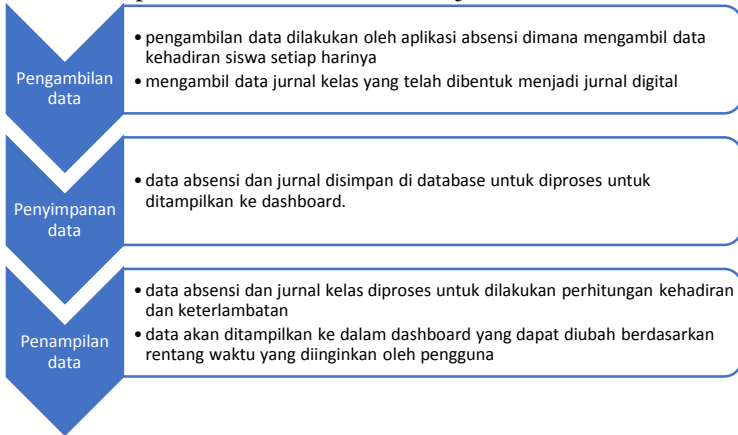 Pengambilan
data
• pengambilan data dilakukan oleh aplikasi absensi dimana mengambil data
kehadiran siswa setiap harinya
• mengambil data jurnal kelas yang telah dibentuk menjadi jurnal digital
Penyimpanan
data
• data absensi dan jurnal disimpan di database untuk diproses untuk
ditampilkan ke dashboard.
Penampilan
data
• data absensi dan jurnal kelas diproses untuk dilakukan perhitungan kehadiran
dan keterlambatan
• data akan ditampilkan ke dalam dashboard yang dapat diubah berdasarkan
rentang waktu yang diinginkan oleh pengguna